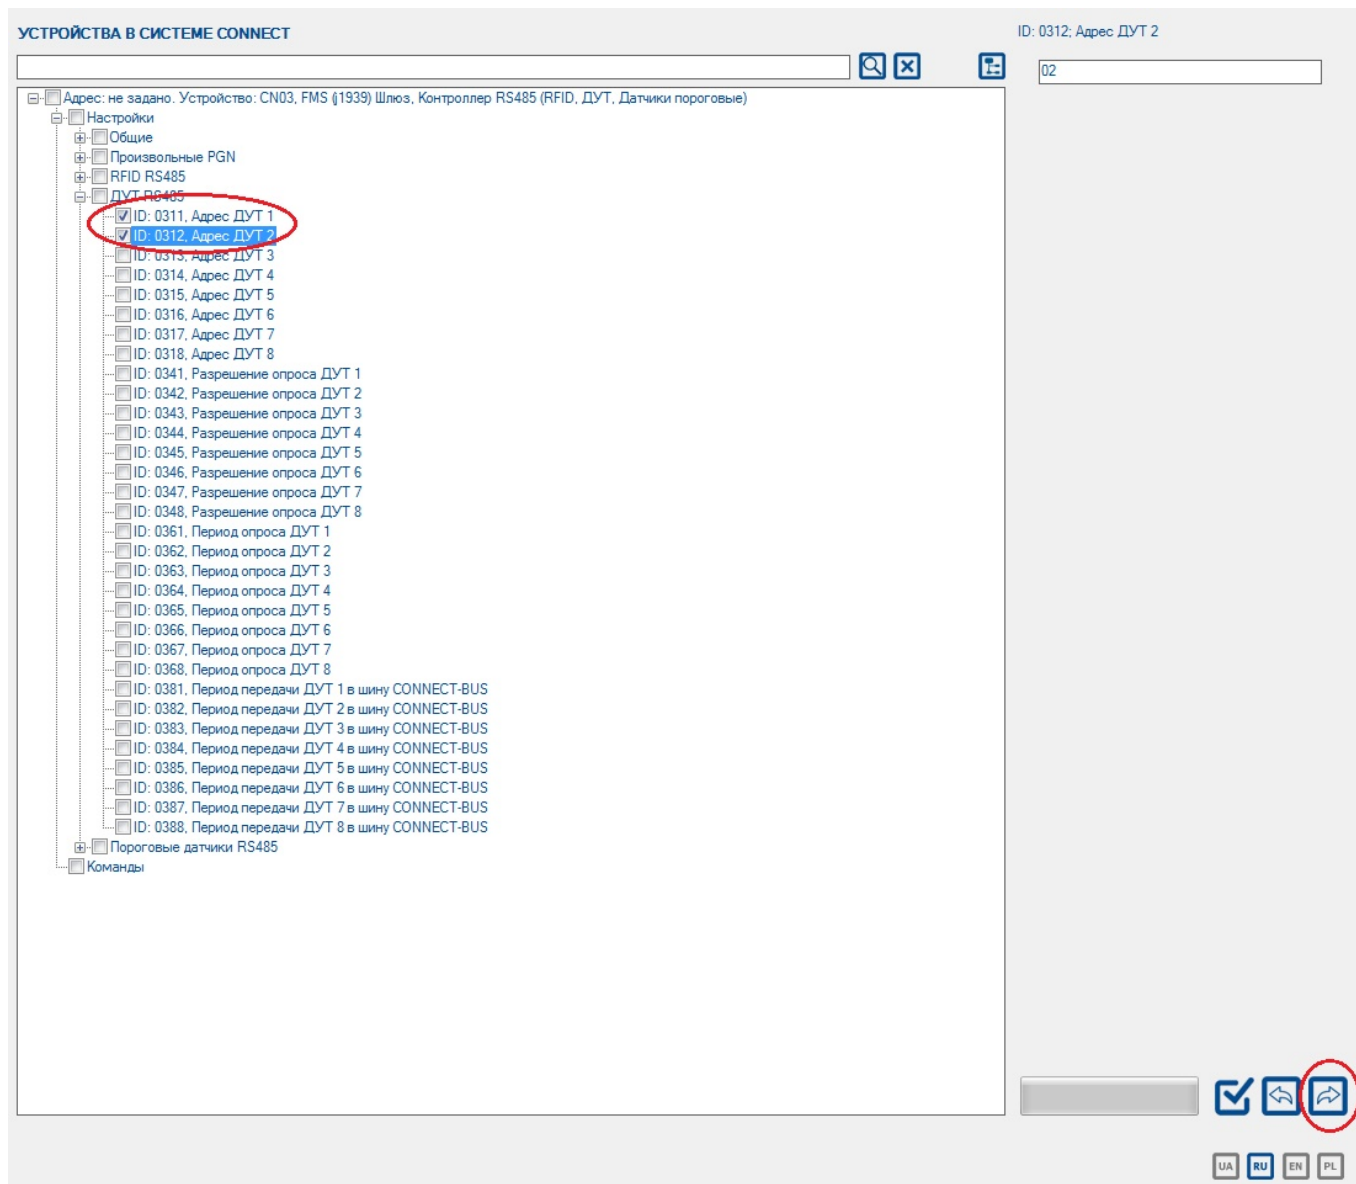 УСТРОЙСТВА В СИСТЕМЕ CONNECT
ID: 0312; Адрес ДУТ 2
02
Адрес: не задано. Устройство: CN03, FMS (j1939) Шлюз, Контроллер RS485 (RFID, ДУТ, Датчики пороговые)
Настройки
Общие
Произвольные PGN
RFID RS485
ДУТ RS485
ID: 0311, Адрес ДУТ 1
ID: 0312, Адрес ДУТ 2
ID: 0313, Адрес ДУТ 3
ID: 0314, Адрес ДУТ 4
ID: 0315, Адрес ДУТ 5
ID: 0316, Адрес ДУТ 6
ID: 0317, Адрес ДУТ 7
ID: 0318, Адрес ДУТ 8
ID: 0341, Разрешение опроса ДУТ 1
ID: 0342, Разрешение опроса ДУТ 2
ID: 0343, Разрешение опроса ДУТ 3
ID: 0344, Разрешение опроса ДУТ 4
ID: 0345, Разрешение опроса ДУТ 5
ID: 0346, Разрешение опроса ДУТ 6
ID: 0347, Разрешение опроса ДУТ 7
ID: 0348, Разрешение опроса ДУТ 8
ID: 0361, Период опроса ДУТ 1
ID: 0362, Период опроса ДУТ 2
ID: 0363, Период опроса ДУТ 3
ID: 0364, Период опроса ДУТ 4
ID: 0365, Период опроса ДУТ 5
ID: 0366, Период опроса ДУТ 6
ID: 0367, Период опроса ДУТ 7
ID: 0368, Период опроса ДУТ 8
ID: 0381, Период передачи ДУТ 1 в шину CONNECT-BUS
ID: 0382, Период передачи ДУТ 2 в шину CONNECT-BUS
ID: 0383, Период передачи ДУТ 3 в шину CONNECT-BUS
ID: 0384, Период передачи ДУТ 4 в шину CONNECT-BUS
ID: 0385, Период передачи ДУТ 5 в шину CONNECT-BUS
ID: 0386, Период передачи ДУТ 6 в шину CONNECT-BUS
ID: 0387, Период передачи ДУТ 7 в шину CONNECT-BUS
ID: 0388, Период передачи ДУТ 8 в шину CONNECT-BUS
Пороговые датчики RS485
Команды
UA RU EN PL